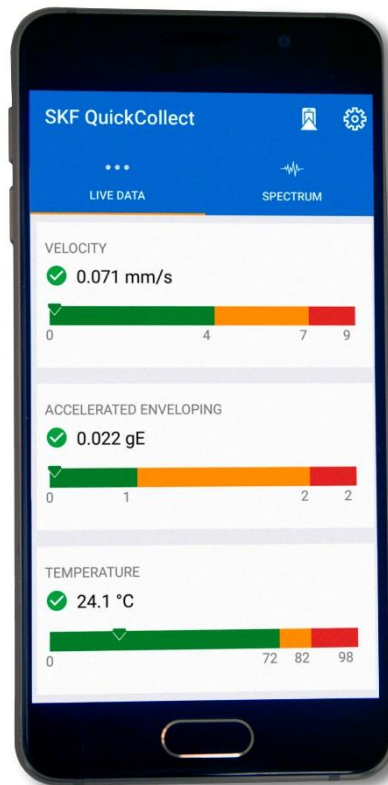 SKF QuickCollect
LIVE DATA
SPECTRUM
VELOCITY
0.071 mm/s
0 4 7 9
ACCELERATED ENVELOPING
0.022 gE
0 1 2 2
TEMPERATURE
24.1 °C
0 72 82 98